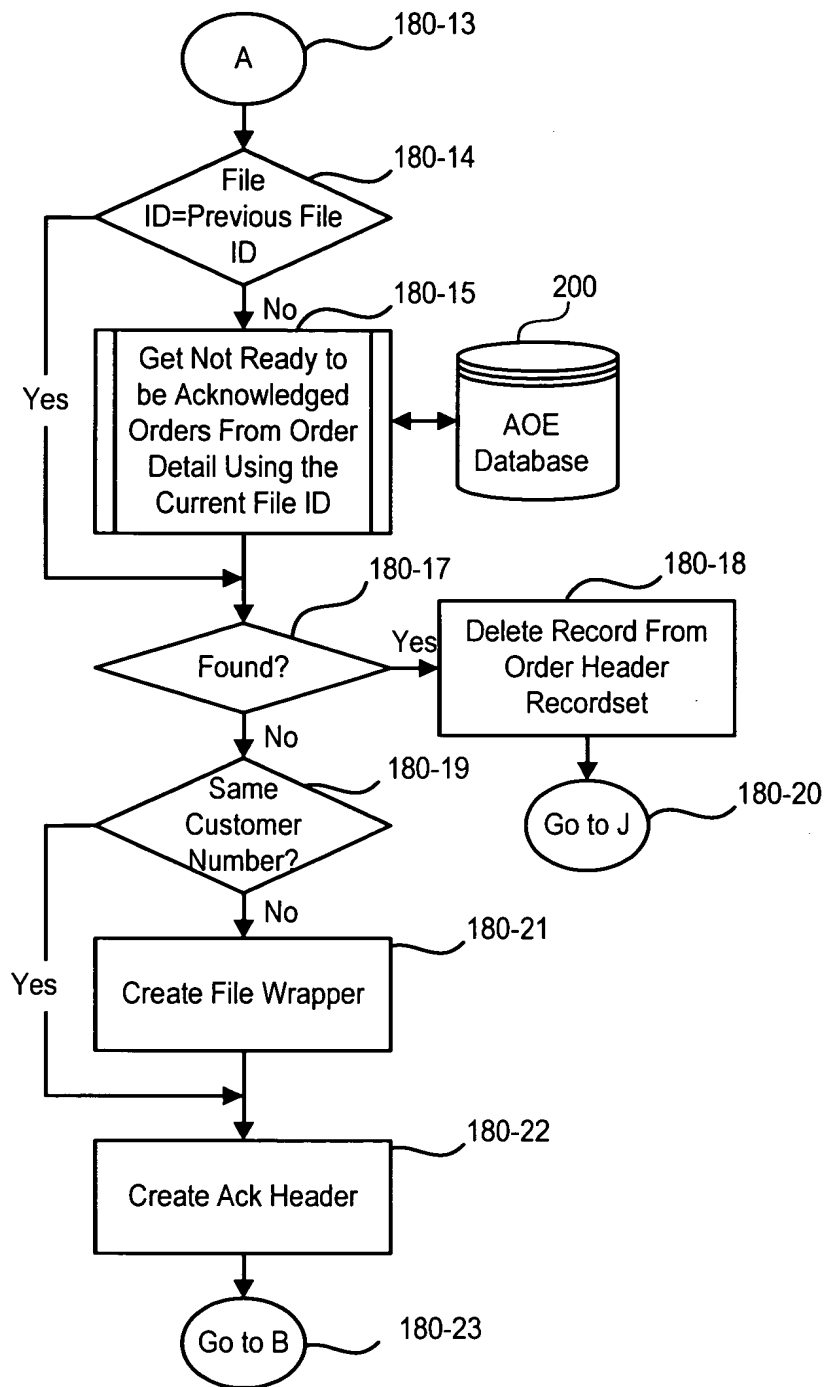 180-13
A
180-14
File
ID=Previous File
ID
180-15
No
200
Get Not Ready to
be Acknowledged
Orders From Order
Detail Using the
Current File ID
Yes
AOE
Database
180-17
180-18
Found?
Yes
Delete Record From
Order Header
Recordset
No
180-19
Same
Customer
Number?
180-20
Go to J
No
180-21
Yes
Create File Wrapper
180-22
Create Ack Header
Go to B
180-23